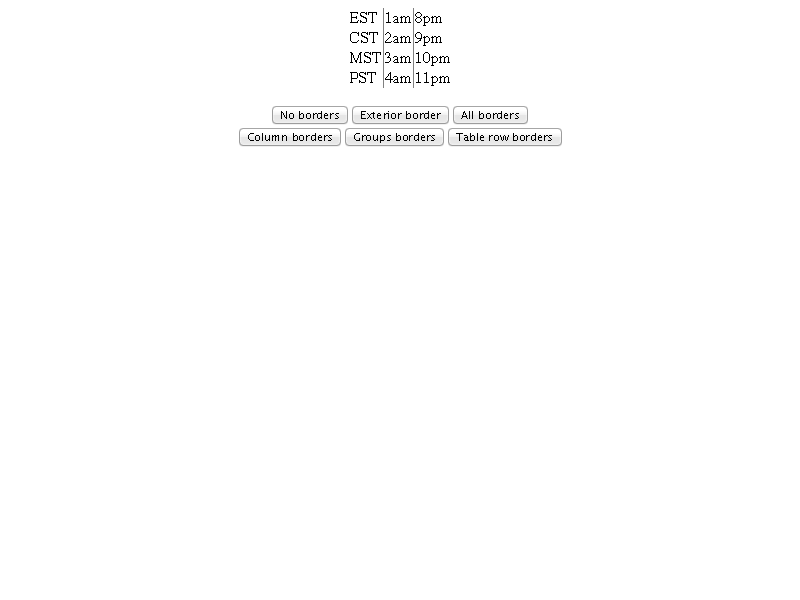 EST 1am 8pm
CST 2am 9pm
MST 3am 10pm
PST 4am 11pm
No borders Exterior border All borders
Column borders Groups borders Table row borders